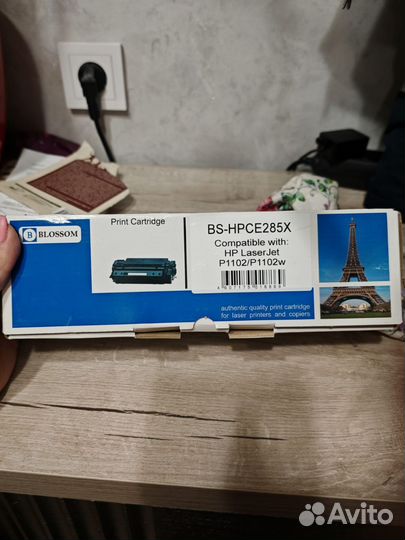 B BLOSSOM
Print Cartridge
BS-HPCE285X
Compatible with:
HP LaserJet
P1102/P1102w
authentic quality print cartridge
for laser printers and copiers
Avito